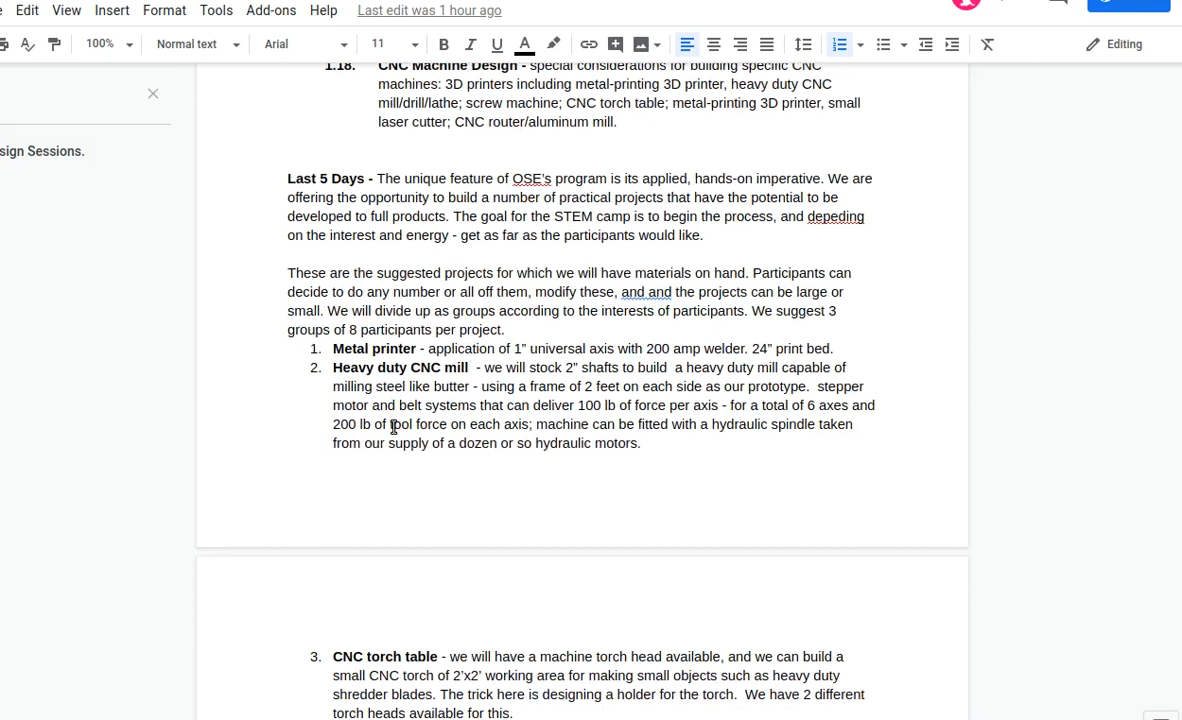 Edit View Insert Format Tools Add-ons Help Last edit was 1 hour ago
100% Normal text Arial 11 B I U A Editing
sign Sessions.
1.18. CNC Machine Design - special considerations for building specific CNC
machines: 3D printers including metal-printing 3D printer, heavy duty CNC
mill/drill/lathe; screw machine; CNC torch table; metal-printing 3D printer, small
laser cutter; CNC router/aluminum mill.
Last 5 Days - The unique feature of OSE's program is its applied, hands-on imperative. We are
offering the opportunity to build a number of practical projects that have the potential to be
developed to full products. The goal for the STEM camp is to begin the process, and depeding
on the interest and energy - get as far as the participants would like.
These are the suggested projects for which we will have materials on hand. Participants can
decide to do any number or all off them, modify these, and and the projects can be large or
small. We will divide up as groups according to the interests of participants. We suggest 3
groups of 8 participants per project.
1. Metal printer - application of 1” universal axis with 200 amp welder. 24” print bed.
2. Heavy duty CNC mill - we will stock 2” shafts to build a heavy duty mill capable of
milling steel like butter - using a frame of 2 feet on each side as our prototype. stepper
motor and belt systems that can deliver 100 lb of force per axis - for a total of 6 axes and
200 lb of tool force on each axis; machine can be fitted with a hydraulic spindle taken
from our supply of a dozen or so hydraulic motors.
3. CNC torch table - we will have a machine torch head available, and we can build a
small CNC torch of 2’x2’ working area for making small objects such as heavy duty
shredder blades. The trick here is designing a holder for the torch. We have 2 different
torch heads available for this.